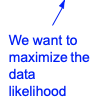 We want to
maximize the
data
likelihood